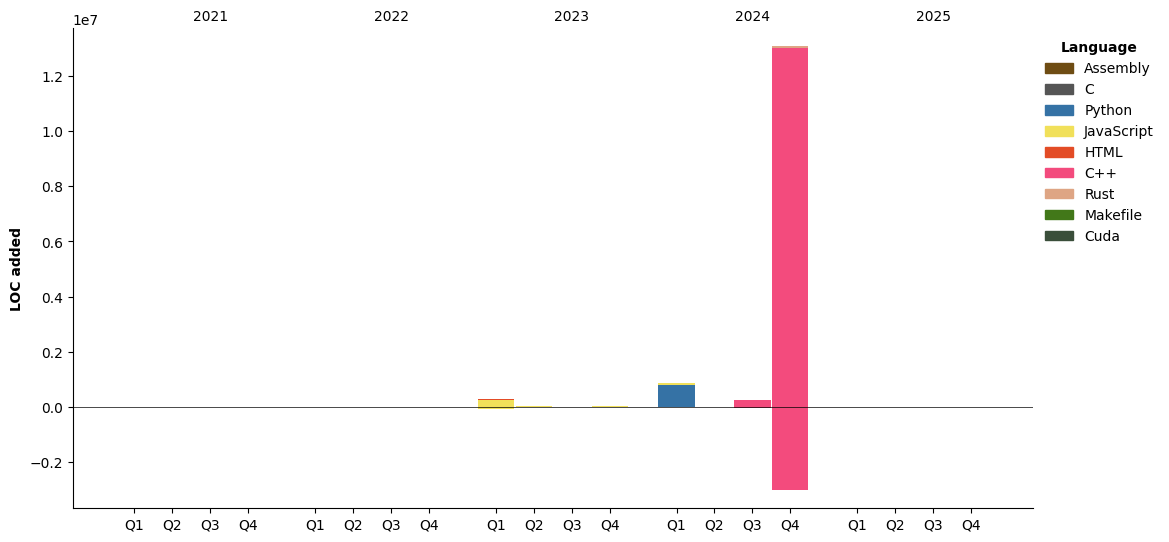 1e7
2021 2022 2023 2024 2025
LOC added
1.2
1.0
0.8
0.6
0.4
0.2
0.0
−0.2
Q1 Q2 Q3 Q4 Q1 Q2 Q3 Q4 Q1 Q2 Q3 Q4 Q1 Q2 Q3 Q4 Q1 Q2 Q3 Q4
Language
Assembly
C
Python
JavaScript
HTML
C++
Rust
Makefile
Cuda